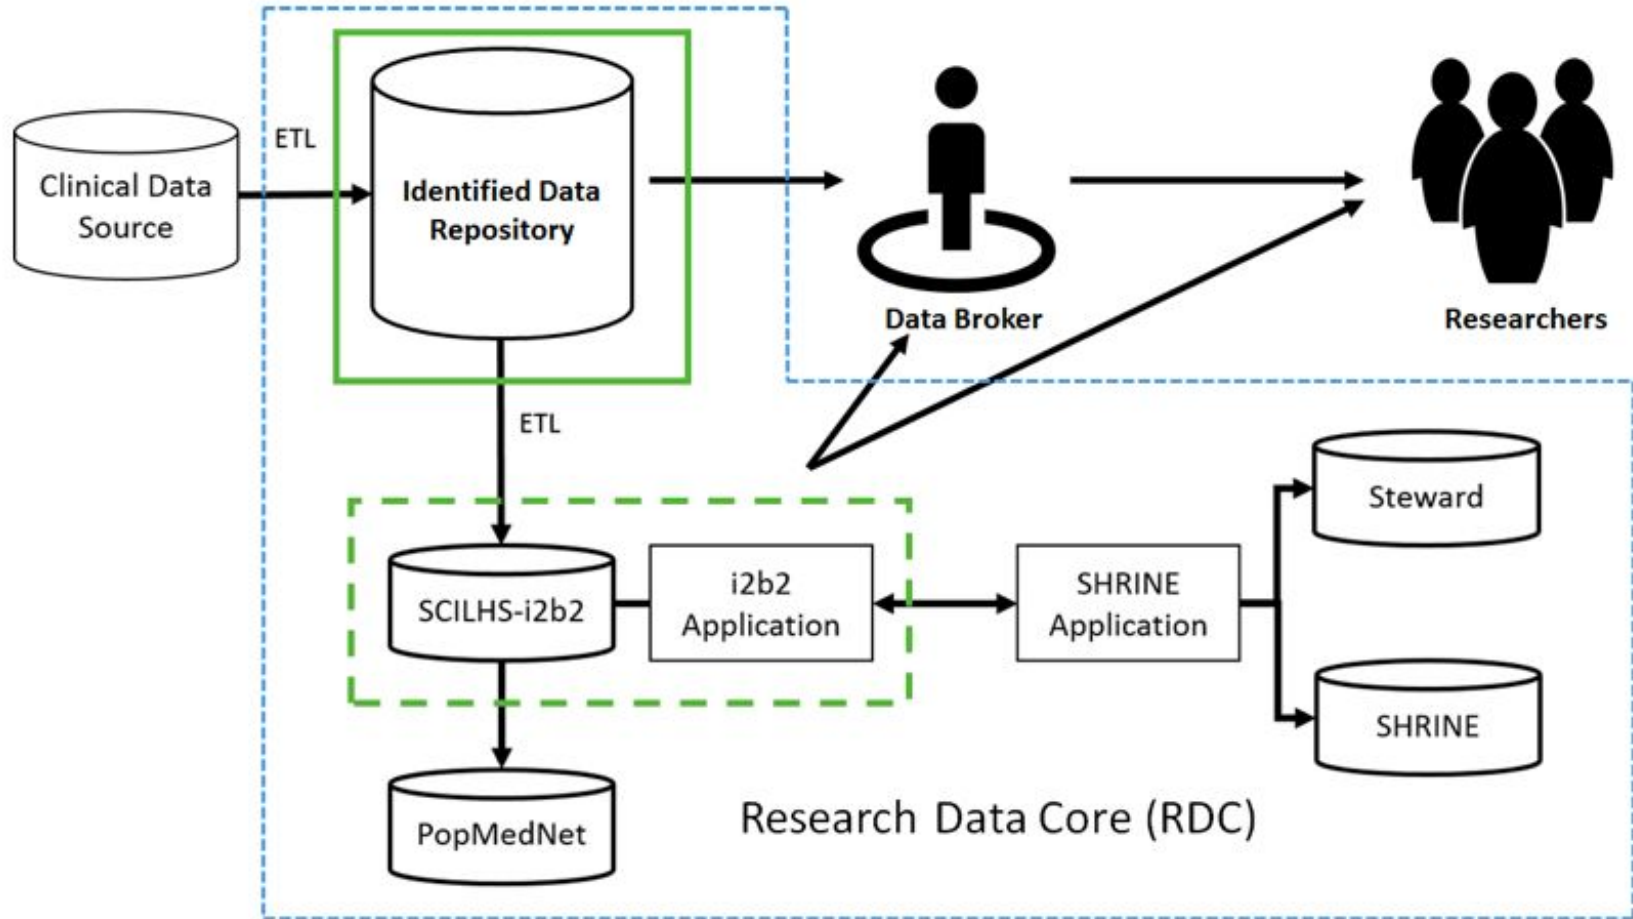 ETL
Clinical Data
Source
Identified Data
Repository
Data Broker
Researchers
ETL
Steward
SCILHS-i2b2
i2b2
Application
SHRINE
Application
SHRINE
PopMedNet
Research Data Core (RDC)